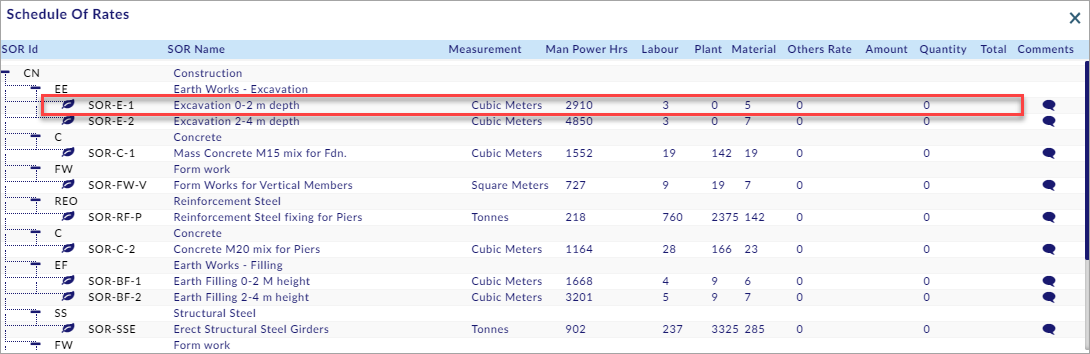 Schedule Of Rates
SOR Id SOR Name Measurement Man Power Hrs Labour Plant Material Others Rate Amount Quantity Total Comments
CN Construction
EE Earth Works - Excavation
SOR-E-1 Excavation 0-2 m depth Cubic Meters 2910 3 0 5 0 0
SOR-E-2 Excavation 2-4 m depth Cubic Meters 4850 3 0 7 0 0
C Concrete
SOR-C-1 Mass Concrete M15 mix for Fdn. Cubic Meters 1552 19 142 19 0 0
FW Form work
SOR-FW-V Form Works for Vertical Members Square Meters 727 9 19 7 0 0
REO Reinforcement Steel
SOR-RF-P Reinforcement Steel fixing for Piers Tonnes 218 760 2375 142 0 0
C Concrete
SOR-C-2 Concrete M20 mix for Piers Cubic Meters 1164 28 166 23 0 0
EF Earth Works - Filling
SOR-BF-1 Earth Filling 0-2 M height Cubic Meters 1668 4 9 6 0 0
SOR-BF-2 Earth Filling 2-4 m height Cubic Meters 3201 5 9 7 0 0
SS Structural Steel
SOR-SSE Erect Structural Steel Girders Tonnes 902 237 3325 285 0 0
FW Form work